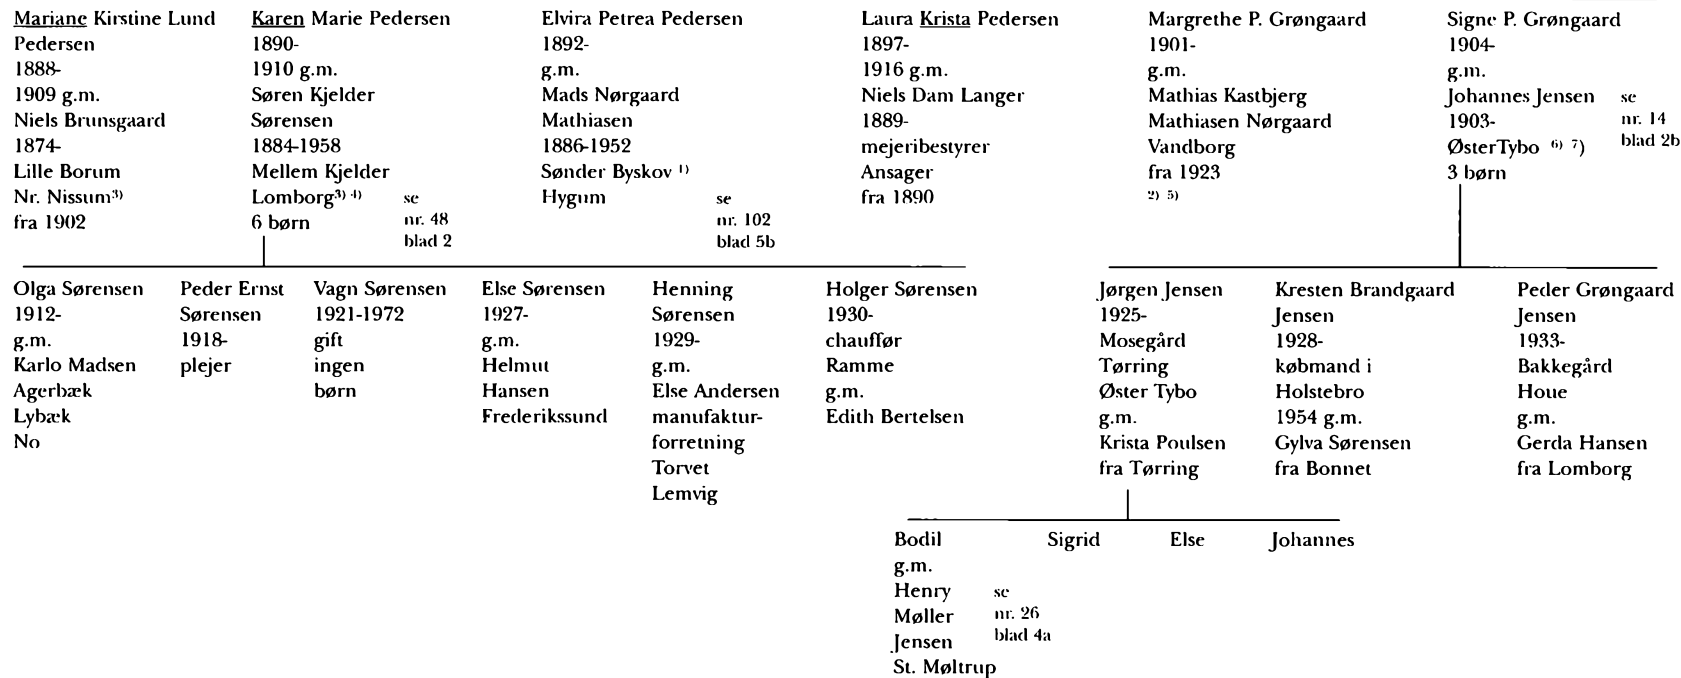 Mariane Kirstine Lund
Pedersen
1888-
1909 g.m.
Niels Brunsgaard
1874-
Lille Borum
Nr. Nissum3)
fra 1902
Karen Marie Pedersen
1890-
1910 g.m.
Søren Kjelder
Sørensen
1884-1958
Mellem Kjelder
Lomborg3) 4)
6 børn
se
nr. 48
blad 2
Elvira Petrea Pedersen
1892-
g.m.
Mads Nørgaard
Mathiasen
1886-1952
Sønder Byskov 1)
Hygum
se
nr. 102
blad 5b
Laura Krista Pedersen
1897-
1916 g.m.
Niels Dam Langer
1889-
mejeribestyrer
Ansager
fra 1890
Margrethe P. Grøngaard
1901-
g.m.
Mathias Kastbjerg
Mathiasen Nørgaard
Vandborg
fra 1923
2) 5)
Signe P. Grøngaard
1904-
g.m.
Johannes Jensen
1903-
ØsterTybo 6) 7)
3 børn
se
nr. 14
blad 2b
Olga Sørensen
1912-
g.m.
Karlo Madsen
Agerbæk
Lybæk
No
Peder Ernst
Sørensen
1918-
plejer
Vagn Sørensen
1921-1972
gift
ingen
børn
Else Sørensen
1927-
g.m.
Helmut
Hansen
Frederikssund
Henning
Sørensen
1929-
g.m.
Else Andersen
manufaktur-
forretning
Torvet
Lemvig
Holger Sørensen
1930-
chauffør
Ramme
g.m.
Edith Bertelsen
Jørgen Jensen
1925-
Mosegård
Tørring
Øster Tybo
g.m.
Krista Poulsen
fra Tørring
Kresten Brandgaard
Jensen
1928-
købmand i
Holstebro
1954 g.m.
Gylva Sørensen
fra Bonnet
Peder Grøngaard
Jensen
1933-
Bakkegård
Houe
g.m.
Gerda Hansen
fra Lomborg
Bodil
g.m.
Henry
Møller
Jensen
St. Møltrup
se
nr. 26
blad 4a
Sigrid
Else
Johannes